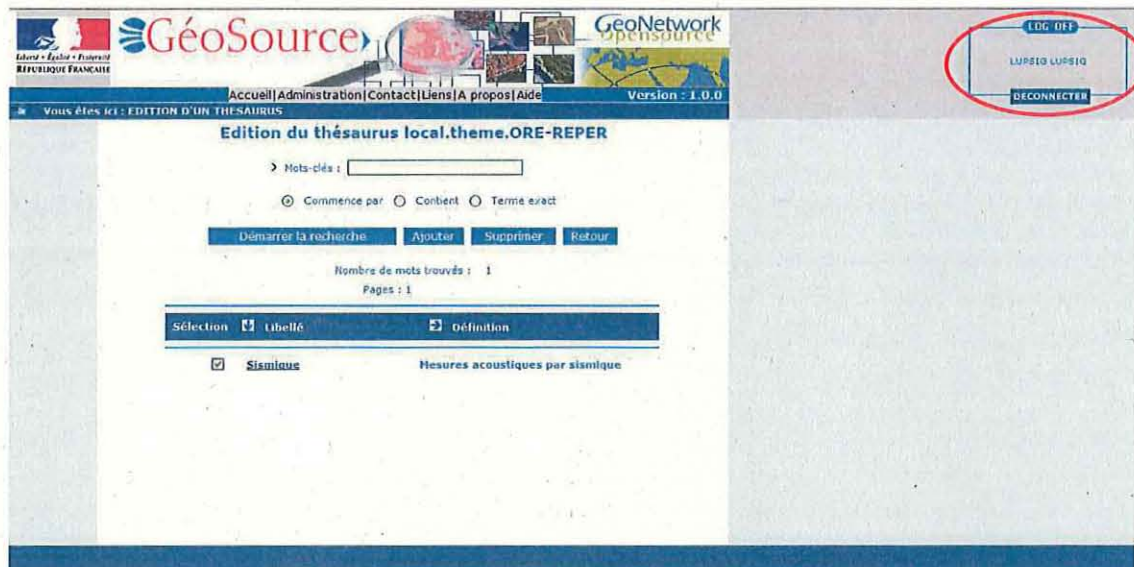 GéoSource
GeoNetwork
Opensource
Liberté • Égalité • Fraternité
RÉPUBLIQUE FRANÇAISE
Accueil|Administration|Contact|Liens|A propos|Aide
Version : 1.0.0
Vous êtes ici : EDITION D'UN THESAURUS
LOG OFF
LUPSIG LUPSIG
DECONNECTER
Edition du thésaurus local.theme.ORE-REPER
Mots-clés :
Commence par Contient Terme exact
Démarrer la recherche Ajouter Supprimer Retour
Nombre de mots trouvés : 1
Pages : 1
Sélection Libellé Définition
Sismique Mesures acoustiques par sismique